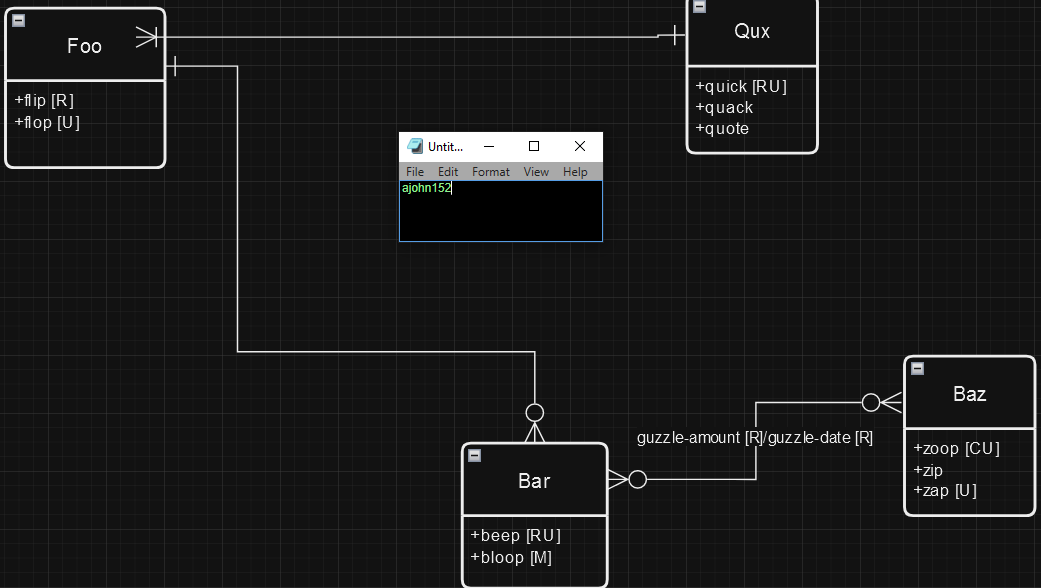 Foo
+flip [R]
+flop [U]
Qux
+quick [RU]
+quack
+quote
Untit...
File Edit Format View Help
ajohn152
guzzle-amount [R]/guzzle-date [R]
Bar
+beep [RU]
+bloop [M]
Baz
+zoop [CU]
+zip
+zap [U]